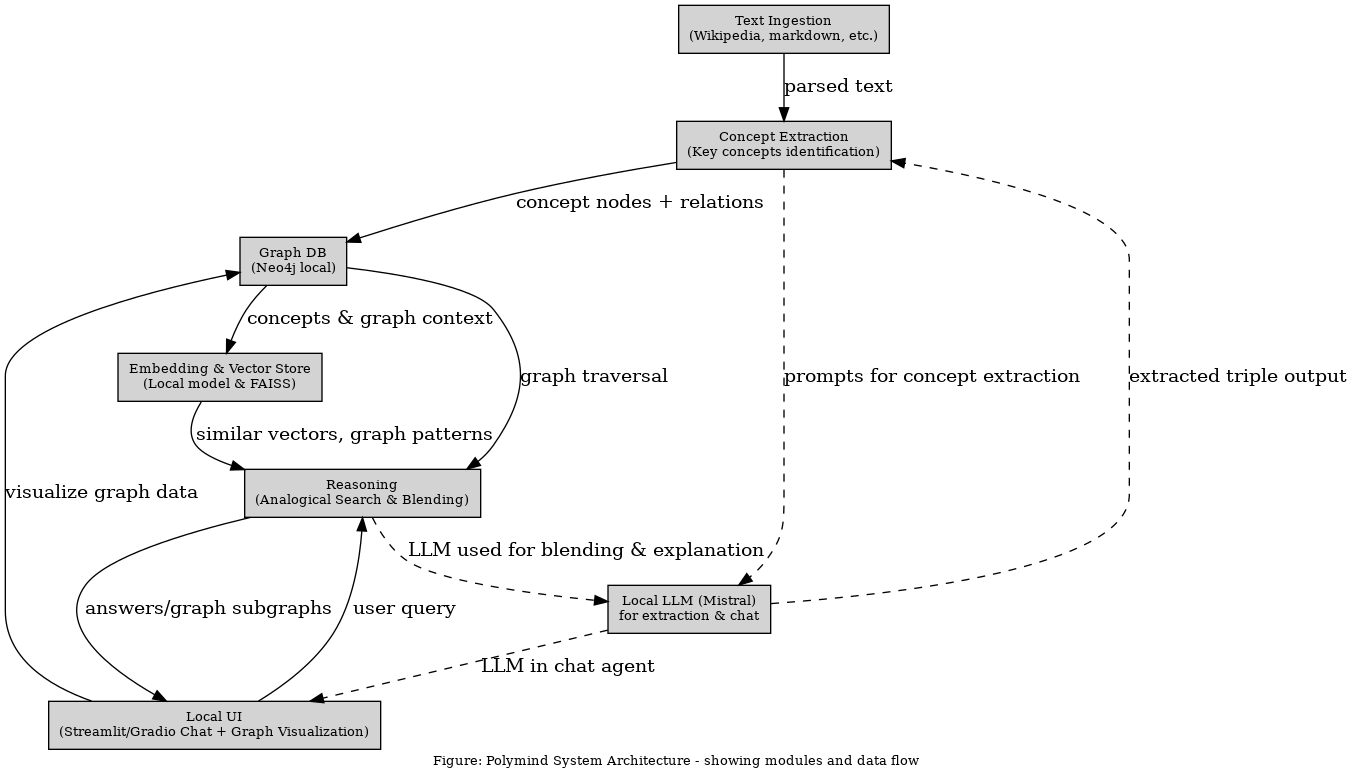 Text Ingestion
(Wikipedia, markdown, etc.)
parsed text
Concept Extraction
(Key concepts identification)
concept nodes + relations
Graph DB
(Neo4j local)
concepts & graph context
Embedding & Vector Store
(Local model & FAISS)
graph traversal
prompts for concept extraction
extracted triple output
similar vectors, graph patterns
Reasoning
(Analogical Search & Blending)
visualize graph data
LLM used for blending & explanation
Local LLM (Mistral)
for extraction & chat
answers/graph subgraphs
user query
LLM in chat agent
Local UI
(Streamlit/Gradio Chat + Graph Visualization)
Figure: Polymind System Architecture - showing modules and data flow